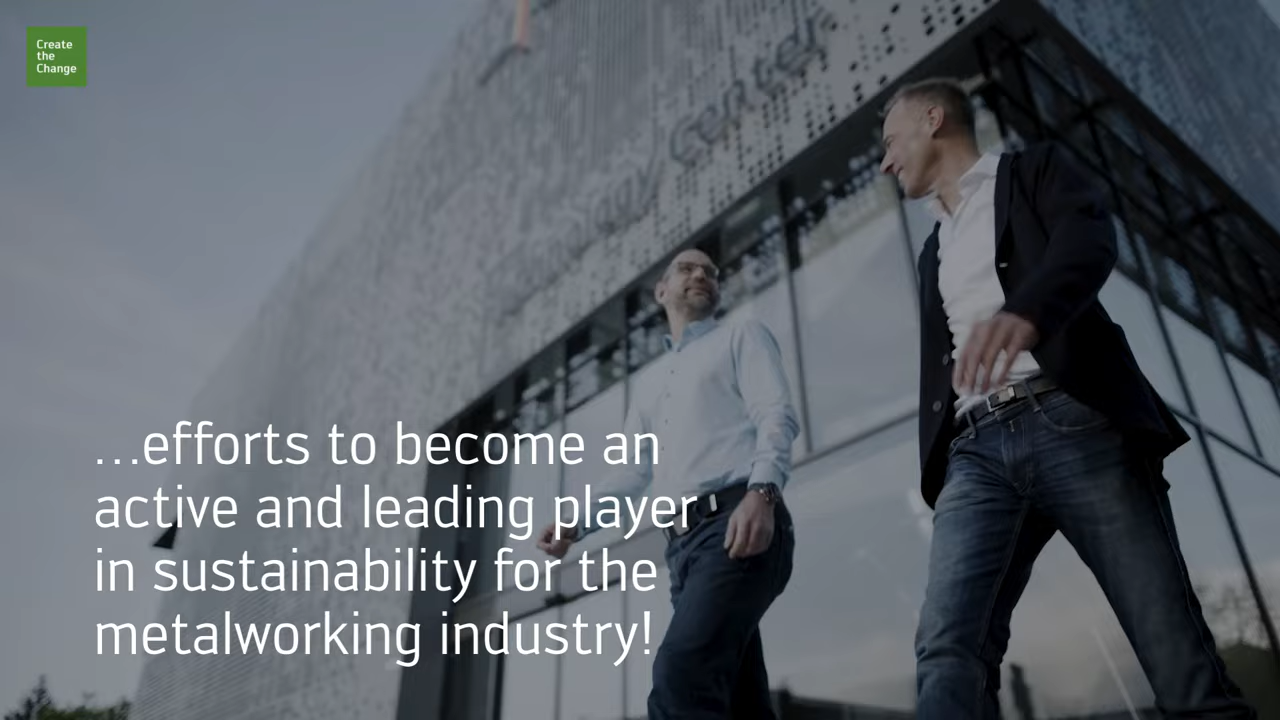 Create
the
Change
…efforts to become an
active and leading player
in sustainability for the
metalworking industry!